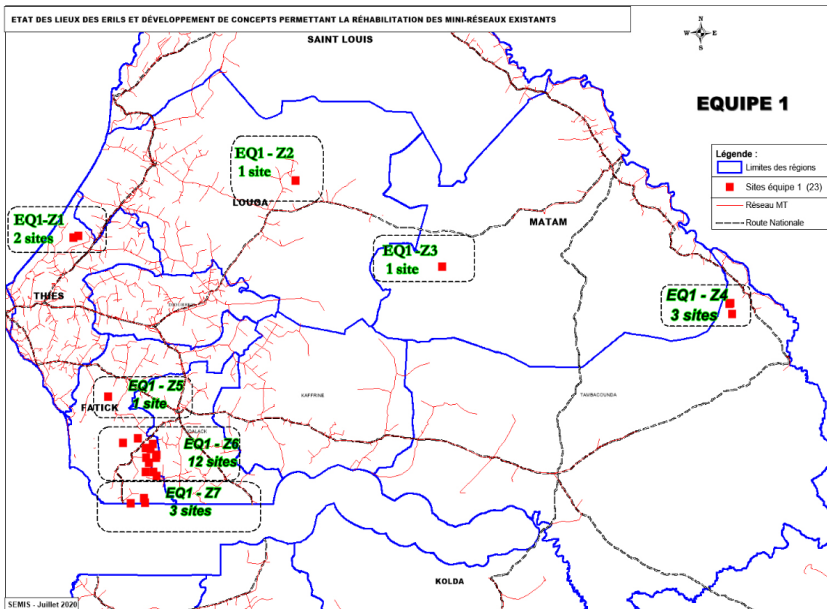 ETAT DES LIEUX DES ERILS ET DÉVELOPPEMENT DE CONCEPTS PERMETTANT LA RÉHABILITATION DES MINI-RÉSEAUX EXISTANTS
N
W E
S
SAINT LOUIS
EQUIPE 1
Légende :
Limites des régions
Sites équipe 1 (23)
Réseau MT
Route Nationale
EQ1 - Z2
1 site
LOUGA
EQ1-Z1
2 sites
MATAM
EQ1 -Z3
1 site
THIES
EQ1 - Z4
3 sites
EQ1 - Z5
1 site
FATICK
KAFFRINE
TAMBACOUNDA
EQ1 - Z6
12 sites
EQ1 - Z7
3 sites
KOLDA
SEMIS - Juillet 2020